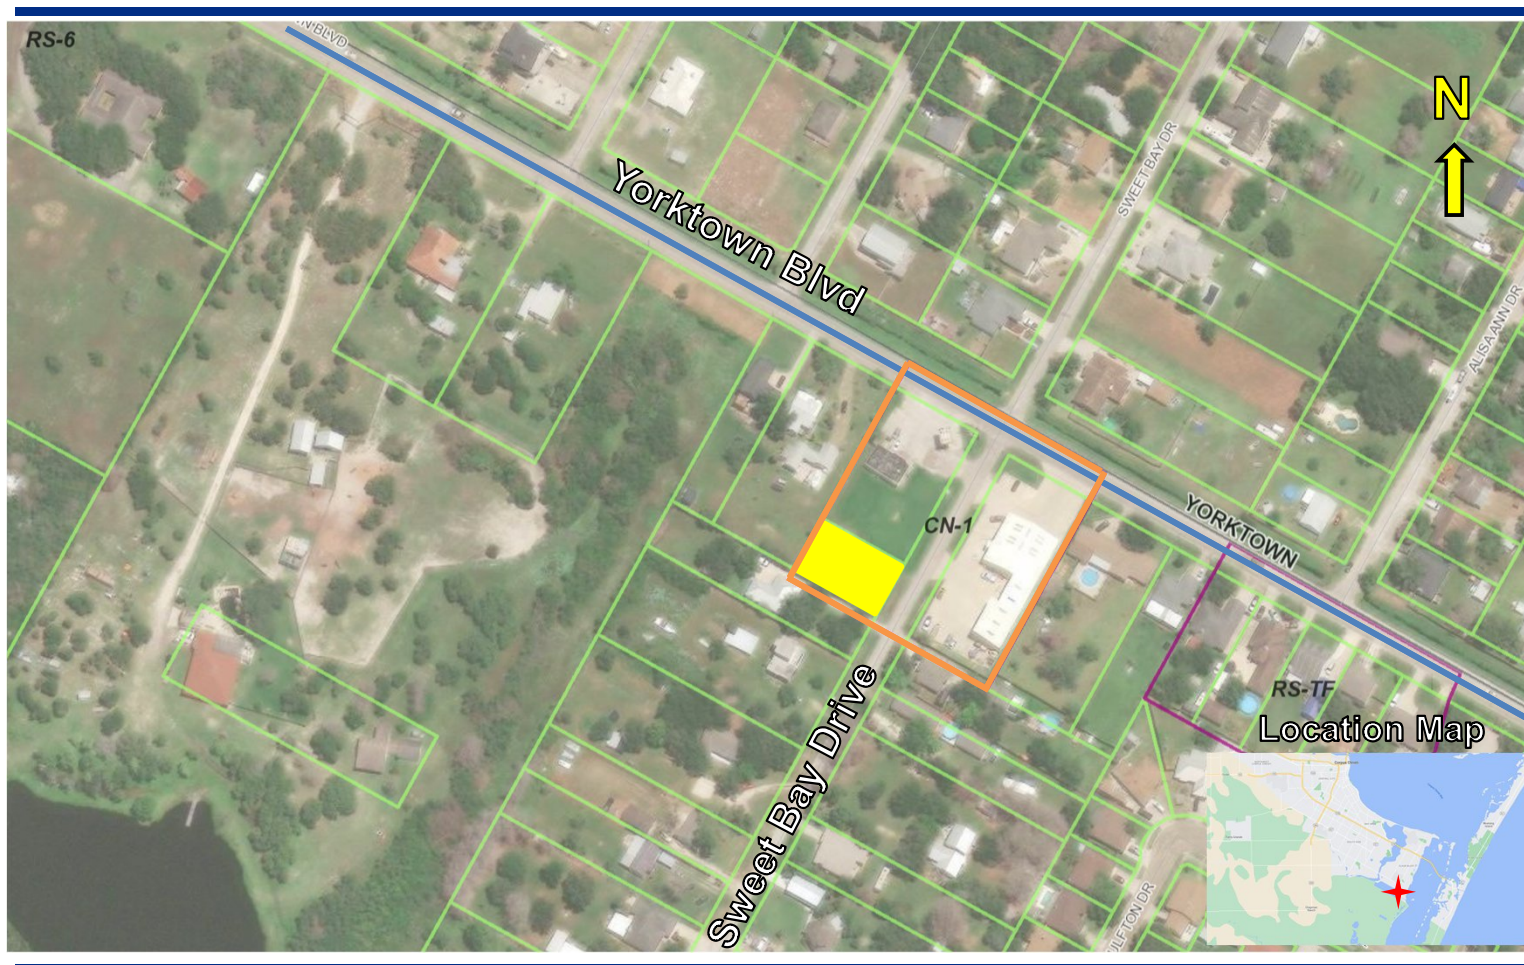 RS-6
N BLVD
N
SWEET BAY DR
Yorktown Blvd
ALISA ANN DR
CN-1
YORKTOWN
RS-TF
Location Map
Sweet Bay Drive
ULFTON DR